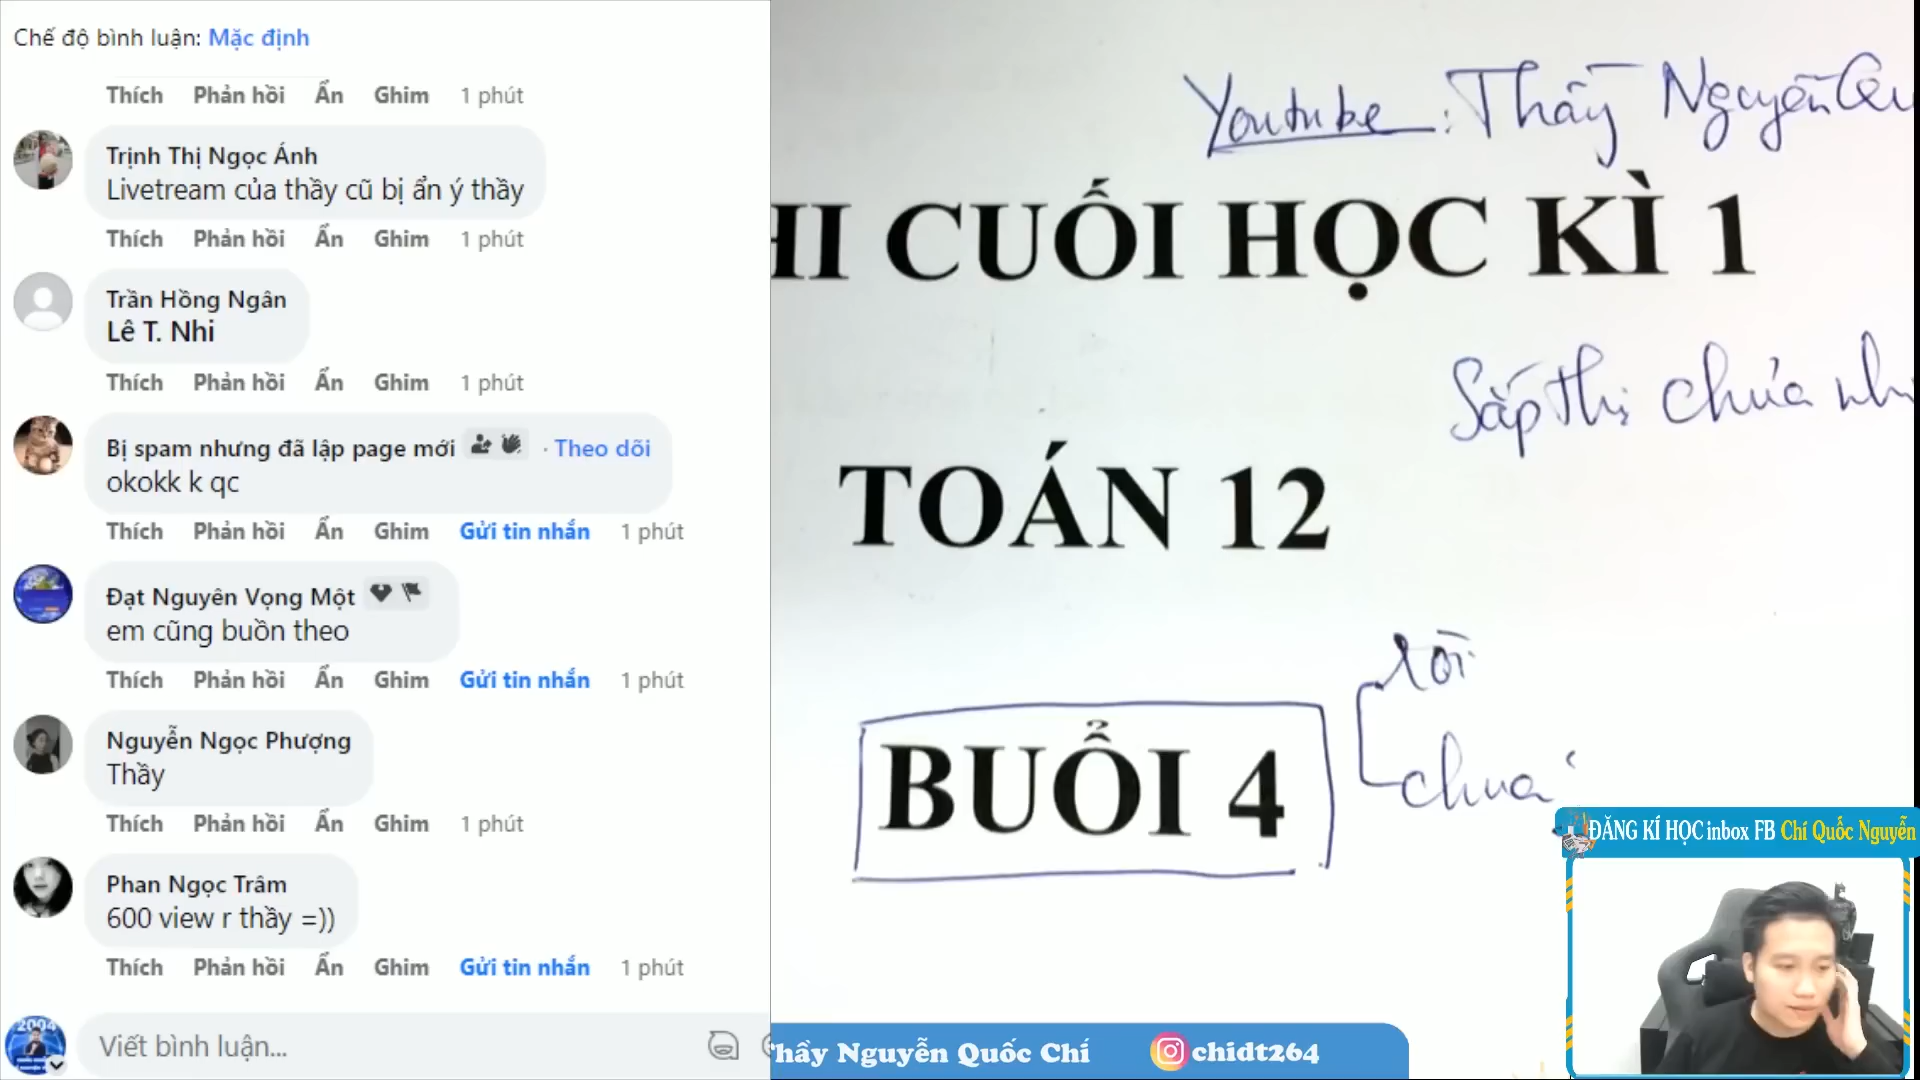 Chế độ bình luận: Mặc định
Thích Phản hồi Ẩn Ghim 1 phút
Trịnh Thị Ngọc Ánh
Livetream của thầy cũ bị ẩn ý thầy
Thích Phản hồi Ẩn Ghim 1 phút
Trần Hồng Ngân
Lê T. Nhi
Thích Phản hồi Ẩn Ghim 1 phút
Bị spam nhưng đã lập page mới · Theo dõi
okokk k qc
Thích Phản hồi Ẩn Ghim Gửi tin nhắn 1 phút
Đạt Nguyên Vọng Một
em cũng buồn theo
Thích Phản hồi Ẩn Ghim Gửi tin nhắn 1 phút
Nguyễn Ngọc Phượng
Thầy
Thích Phản hồi Ẩn Ghim 1 phút
Phan Ngọc Trâm
600 view r thầy =))
Thích Phản hồi Ẩn Ghim Gửi tin nhắn 1 phút
2004
Viết bình luận...
Youtube: Thầy Nguyễn Qu
HI CUỐI HỌC KÌ 1
Sắp thi chưa nh
TOÁN 12
rồi
BUỔI 4
chưa
ĐĂNG KÍ HỌC inbox FB Chí Quốc Nguyễn
Thầy Nguyễn Quốc Chí
chidt264